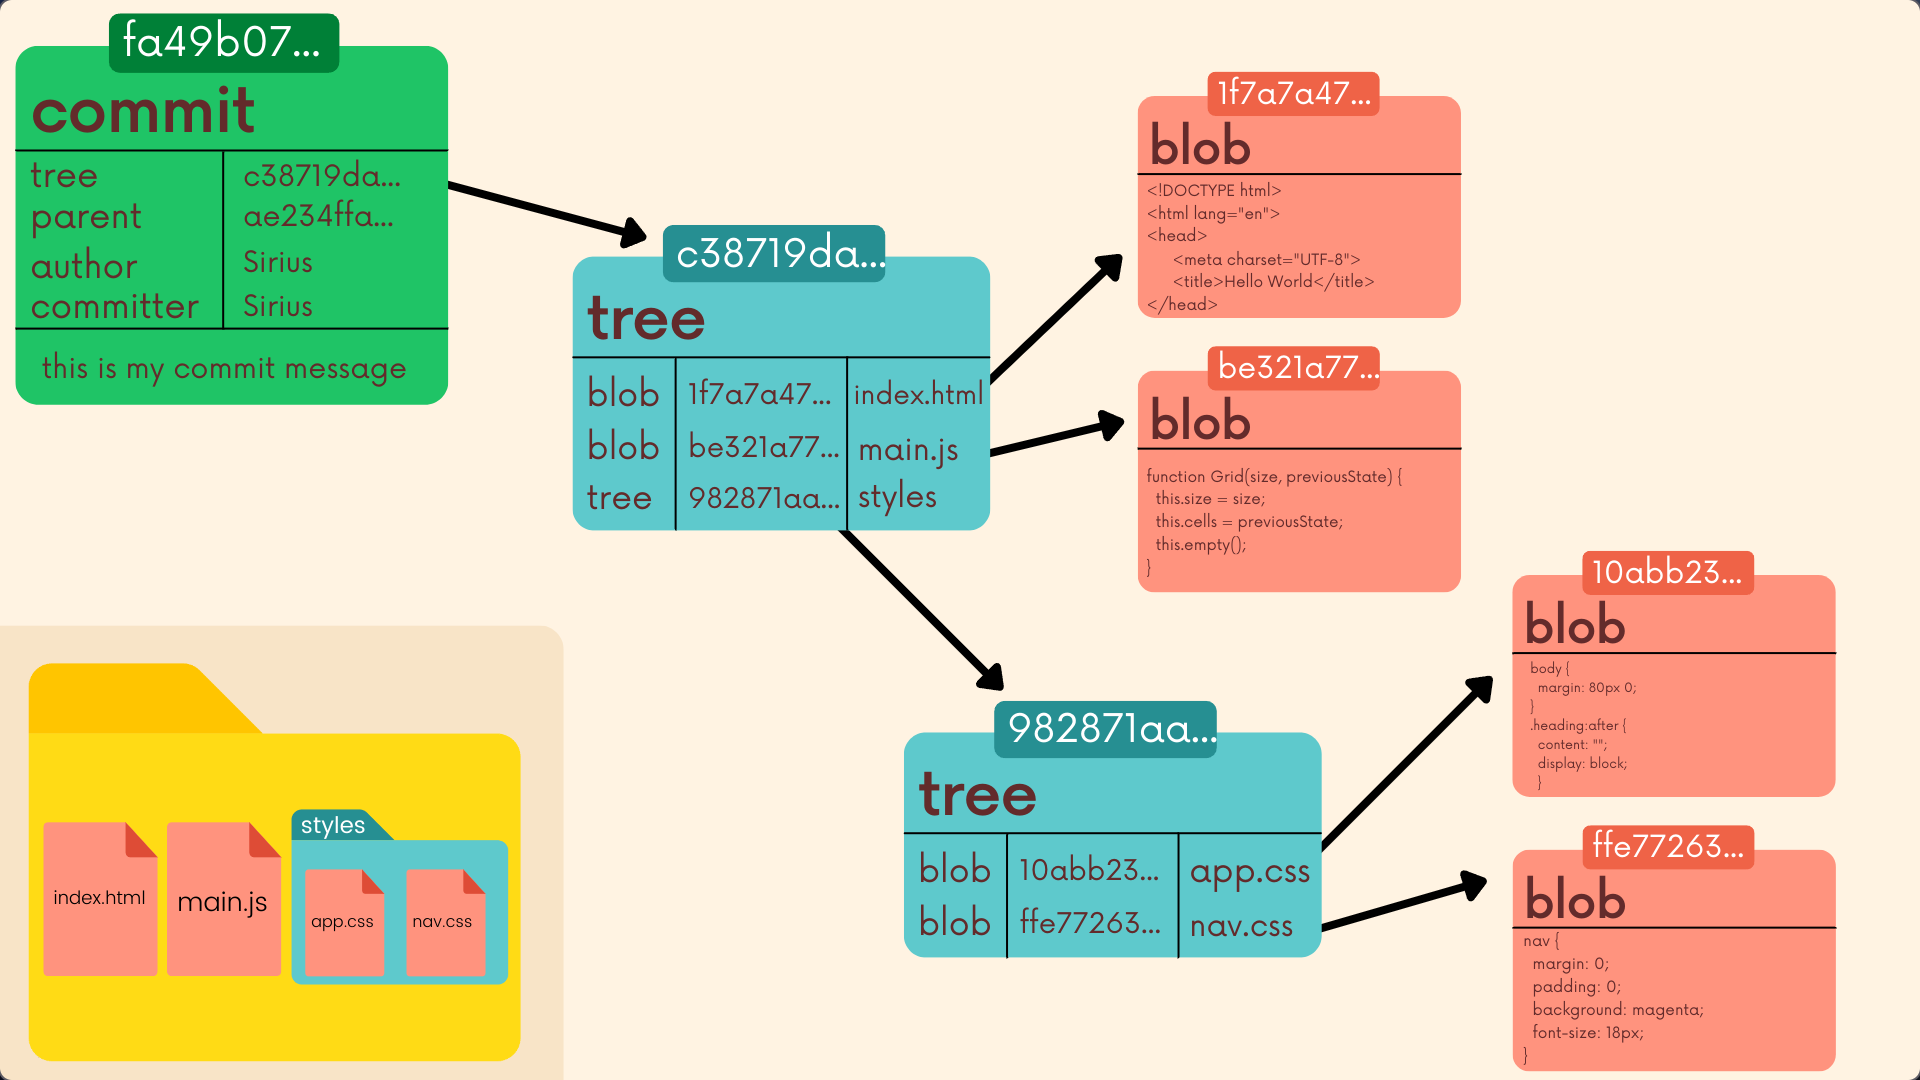 fa49b07...
commit
tree c38719da...
parent ae234ffa...
author Sirius
committer Sirius
this is my commit message
c38719da...
tree
blob 1f7a7a47... index.html
blob be321a77... main.js
tree 982871aa... styles
1f7a7a47...
blob
<!DOCTYPE html>
<html lang="en">
<head>
<meta charset="UTF-8">
<title>Hello World</title>
</head>
be321a77...
blob
function Grid(size, previousState) {
this.size = size;
this.cells = previousState;
this.empty();
}
982871aa...
tree
blob 10abb23... app.css
blob ffe77263... nav.css
10abb23...
blob
body {
margin: 80px 0;
}
.heading:after {
content: "";
display: block;
}
ffe77263...
blob
nav {
margin: 0;
padding: 0;
background: magenta;
font-size: 18px;
}
index.html
main.js
styles
app.css
nav.css